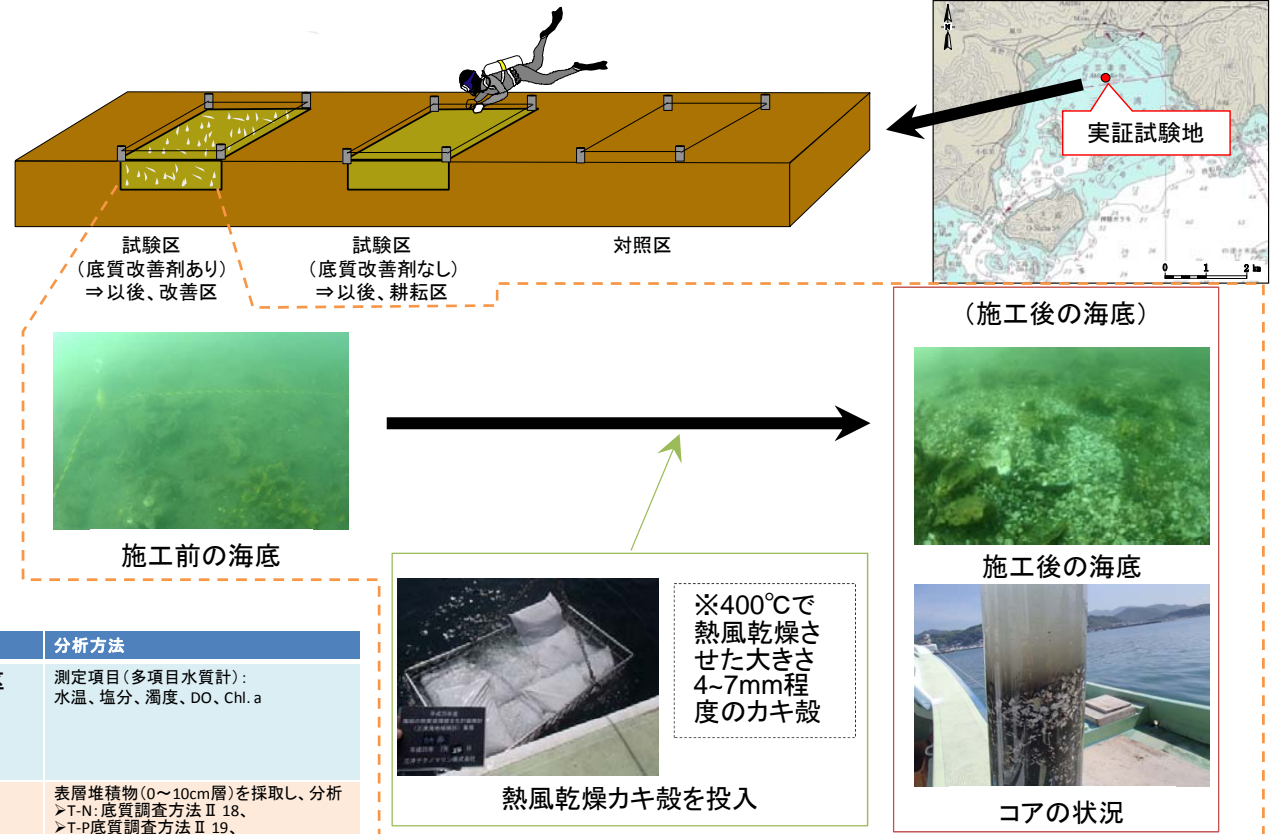 実証試験地
0 1 2 km
試験区
(底質改善剤あり)
⇒以後、改善区
試験区
(底質改善剤なし)
⇒以後、耕耘区
対照区
(施工後の海底)
施工前の海底
施工後の海底
※400℃で
熱風乾燥さ
せた大きさ
4~7mm程
度のカキ殻
熱風乾燥カキ殻を投入
コアの状況
分析方法
区
測定項目(多項目水質計):
水温、塩分、濁度、DO、Chl. a
表層堆積物(0～10cm層)を採取し、分析
➢T-N:底質調査方法Ⅱ 18、
➢T-P底質調査方法Ⅱ 19、